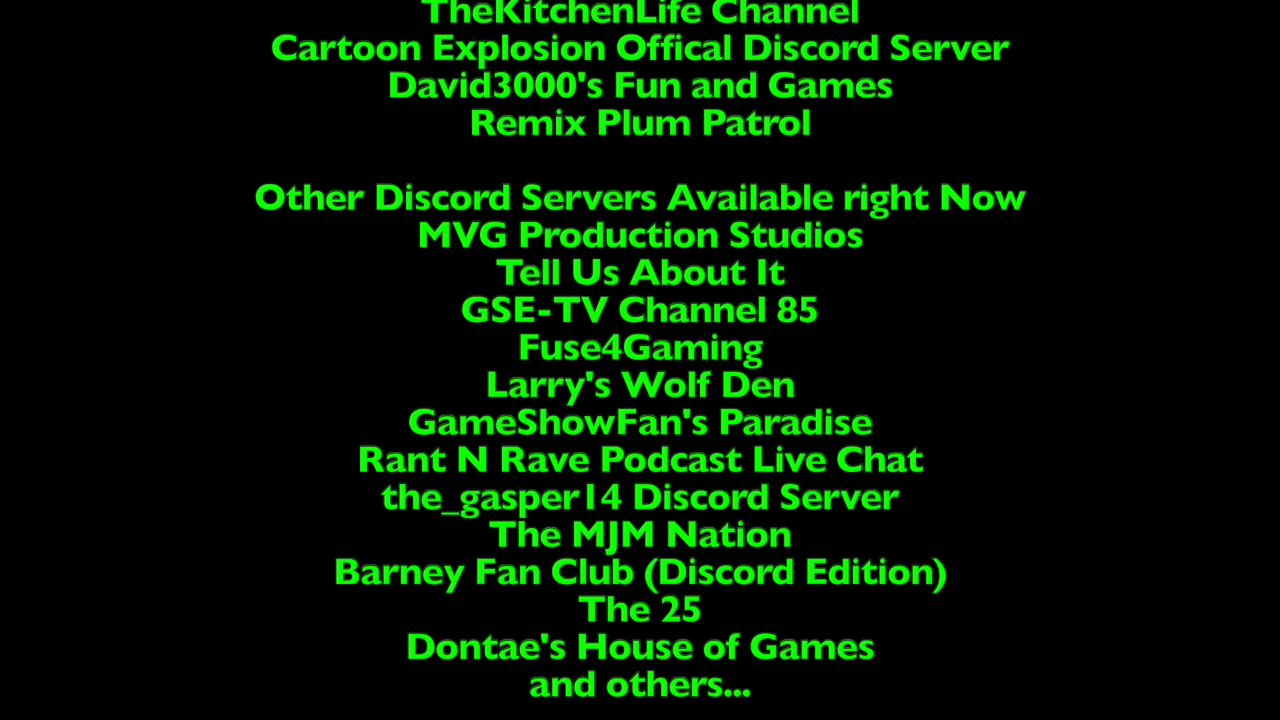 TheKitchenLife Channel
Cartoon Explosion Offical Discord Server
David3000's Fun and Games
Remix Plum Patrol
Other Discord Servers Available right Now
MVG Production Studios
Tell Us About It
GSE-TV Channel 85
Fuse4Gaming
Larry's Wolf Den
GameShowFan's Paradise
Rant N Rave Podcast Live Chat
the_gasper14 Discord Server
The MJM Nation
Barney Fan Club (Discord Edition)
The 25
Dontae's House of Games
and others...